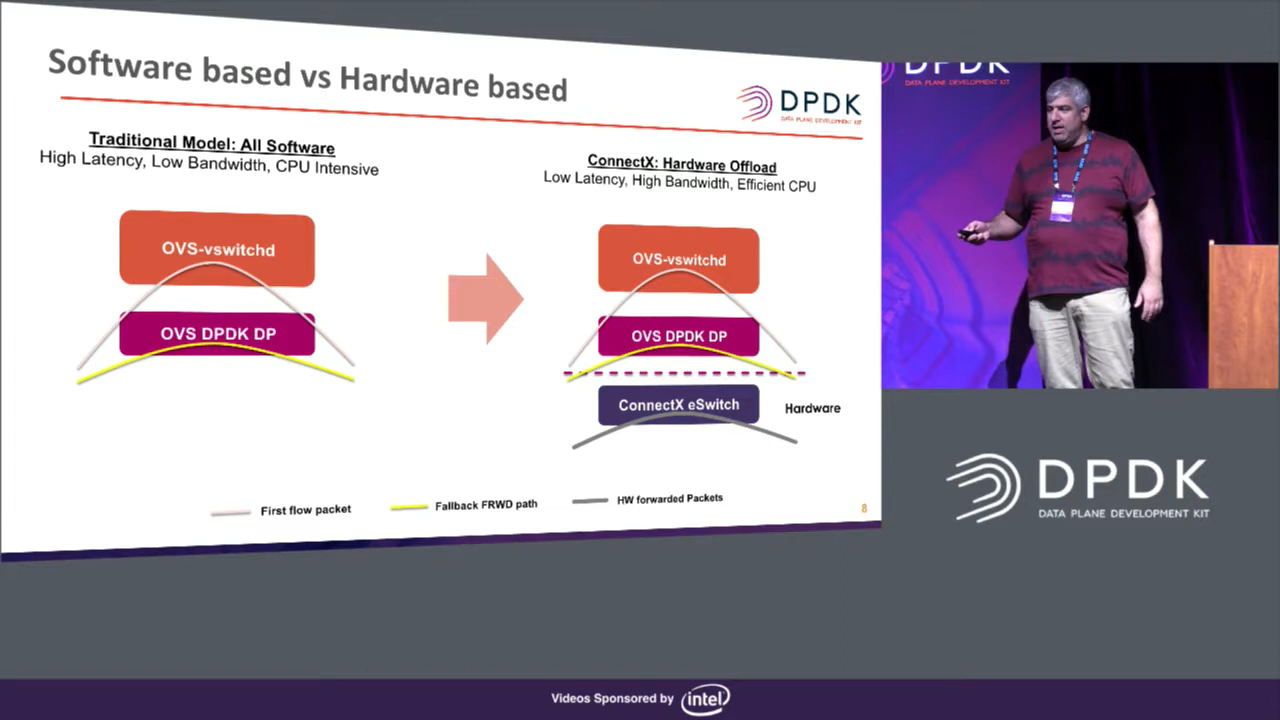 Software based vs Hardware based
DPDK
DATA PLANE DEVELOPMENT KIT
Traditional Model: All Software
High Latency, Low Bandwidth, CPU Intensive
ConnectX: Hardware Offload
Low Latency, High Bandwidth, Efficient CPU
OVS-vswitchd
OVS DPDK DP
OVS-vswitchd
OVS DPDK DP
ConnectX eSwitch
Hardware
First flow packet
Fallback FRWD path
HW forwarded Packets
8
DPDK
DATA PLANE DEVELOPMENT KIT
DPDK
DATA PLANE DEVELOPMENT KIT
Videos Sponsored by intel